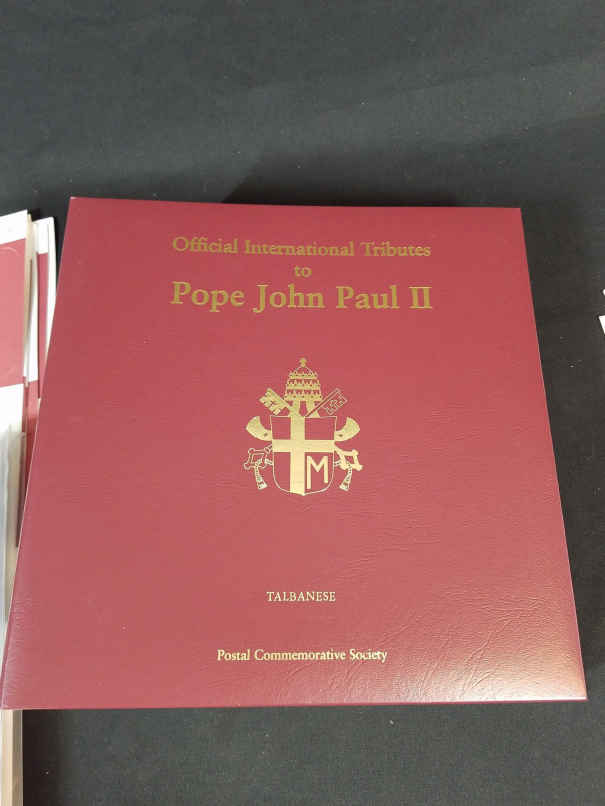 Official International Tributes
to
Pope John Paul II
M
TALBANESE
Postal Commemorative Society